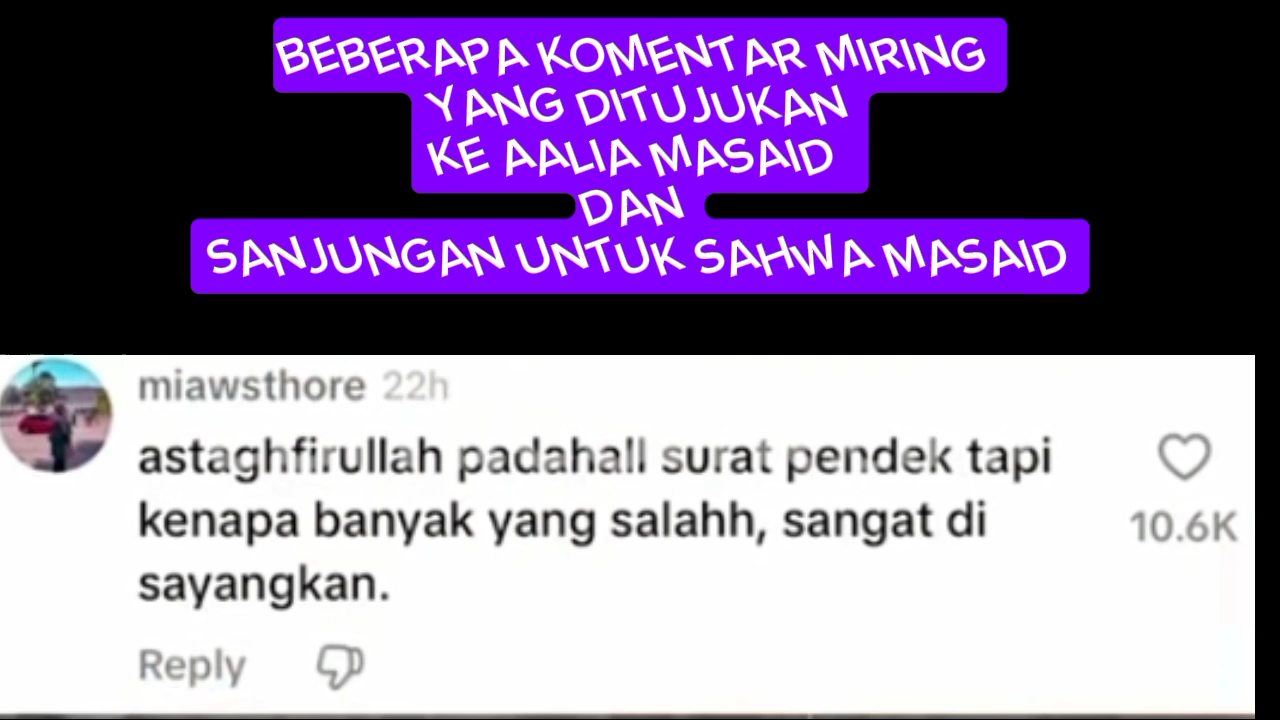 BEBERAPA KOMENTAR MIRING
YANG DITUJUKAN
KE AALIA MASAID
DAN
SANJUNGAN UNTUK SAHWA MASAID
miawsthore 22h
astaghfirullah padahall surat pendek tapi
kenapa banyak yang salahh, sangat di
sayangkan.
10.6K
Reply